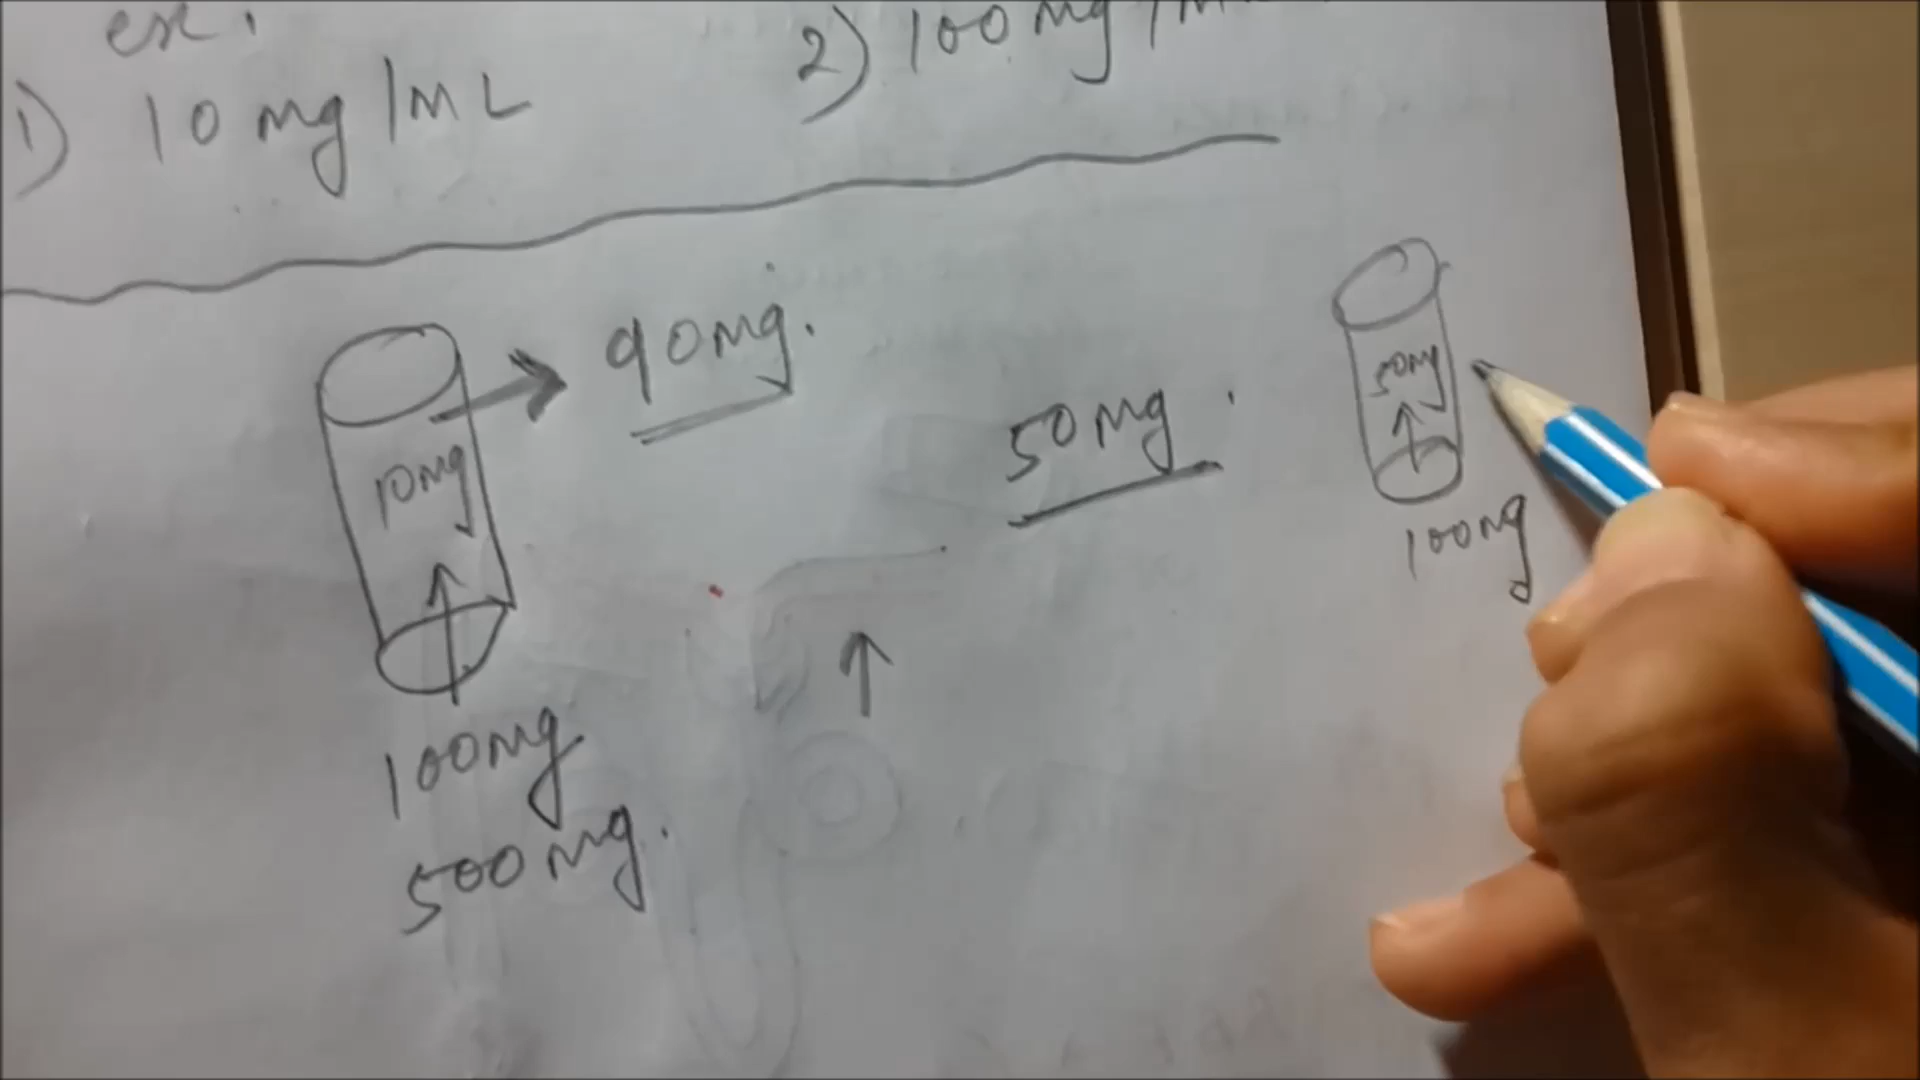 ex.
1) 10 mg /ML
2) 100 mg /M
90mg.
10mg
100mg
500mg.
50mg.
50mg
100mg